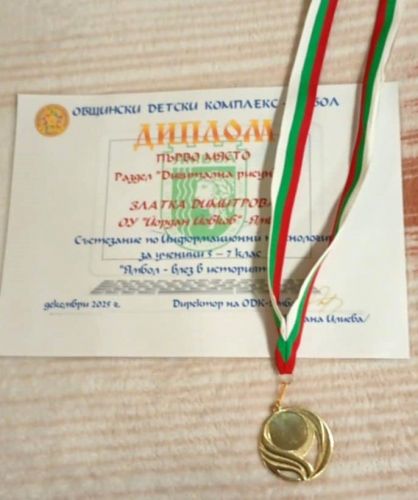 ОБЩИНСКИ ДЕТСКИ КОМПЛЕКС
ДИПЛОМ
ПЪРВО МЯСТО
Раздел "Дигитална
ЗЛАТКА ДИМИТРОВА
ОУ "Йордан Йовков"
Състезание по Информационни
за ученици 5 – 7 клас
"Ямбол - влез в
декември 2025 г.
Директор на ОДК
Илиева/